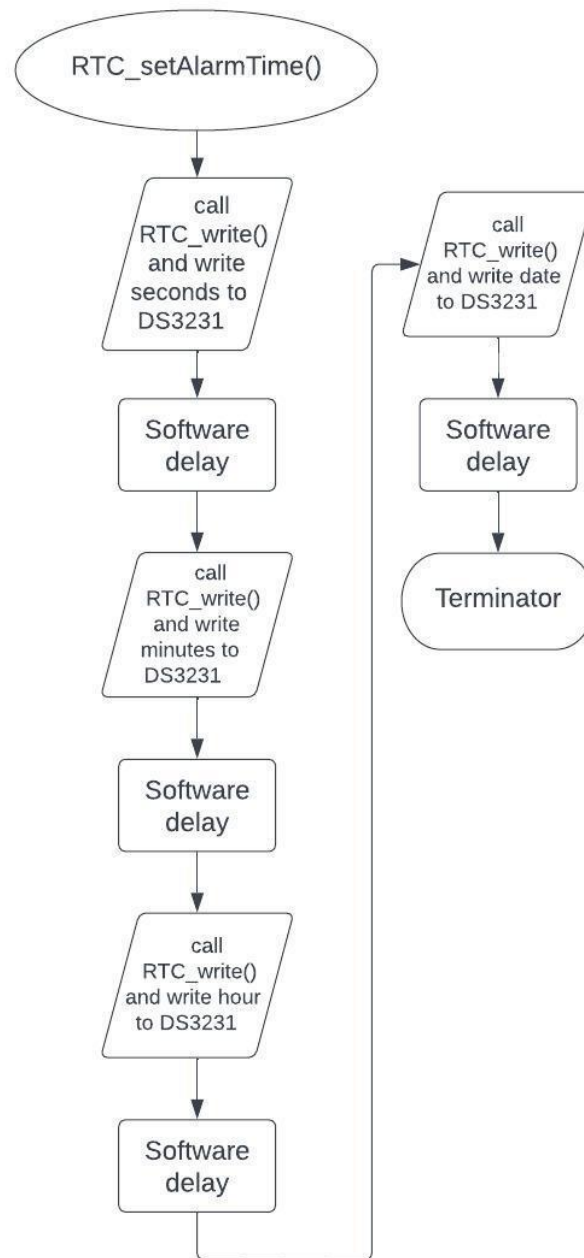 RTC_setAlarmTime()
call
RTC_write()
and write
seconds to
DS3231
Software
delay
call
RTC_write()
and write
minutes to
DS3231
Software
delay
call
RTC_write()
and write hour
to DS3231
Software
delay
call
RTC_write()
and write date
to DS3231
Software
delay
Terminator